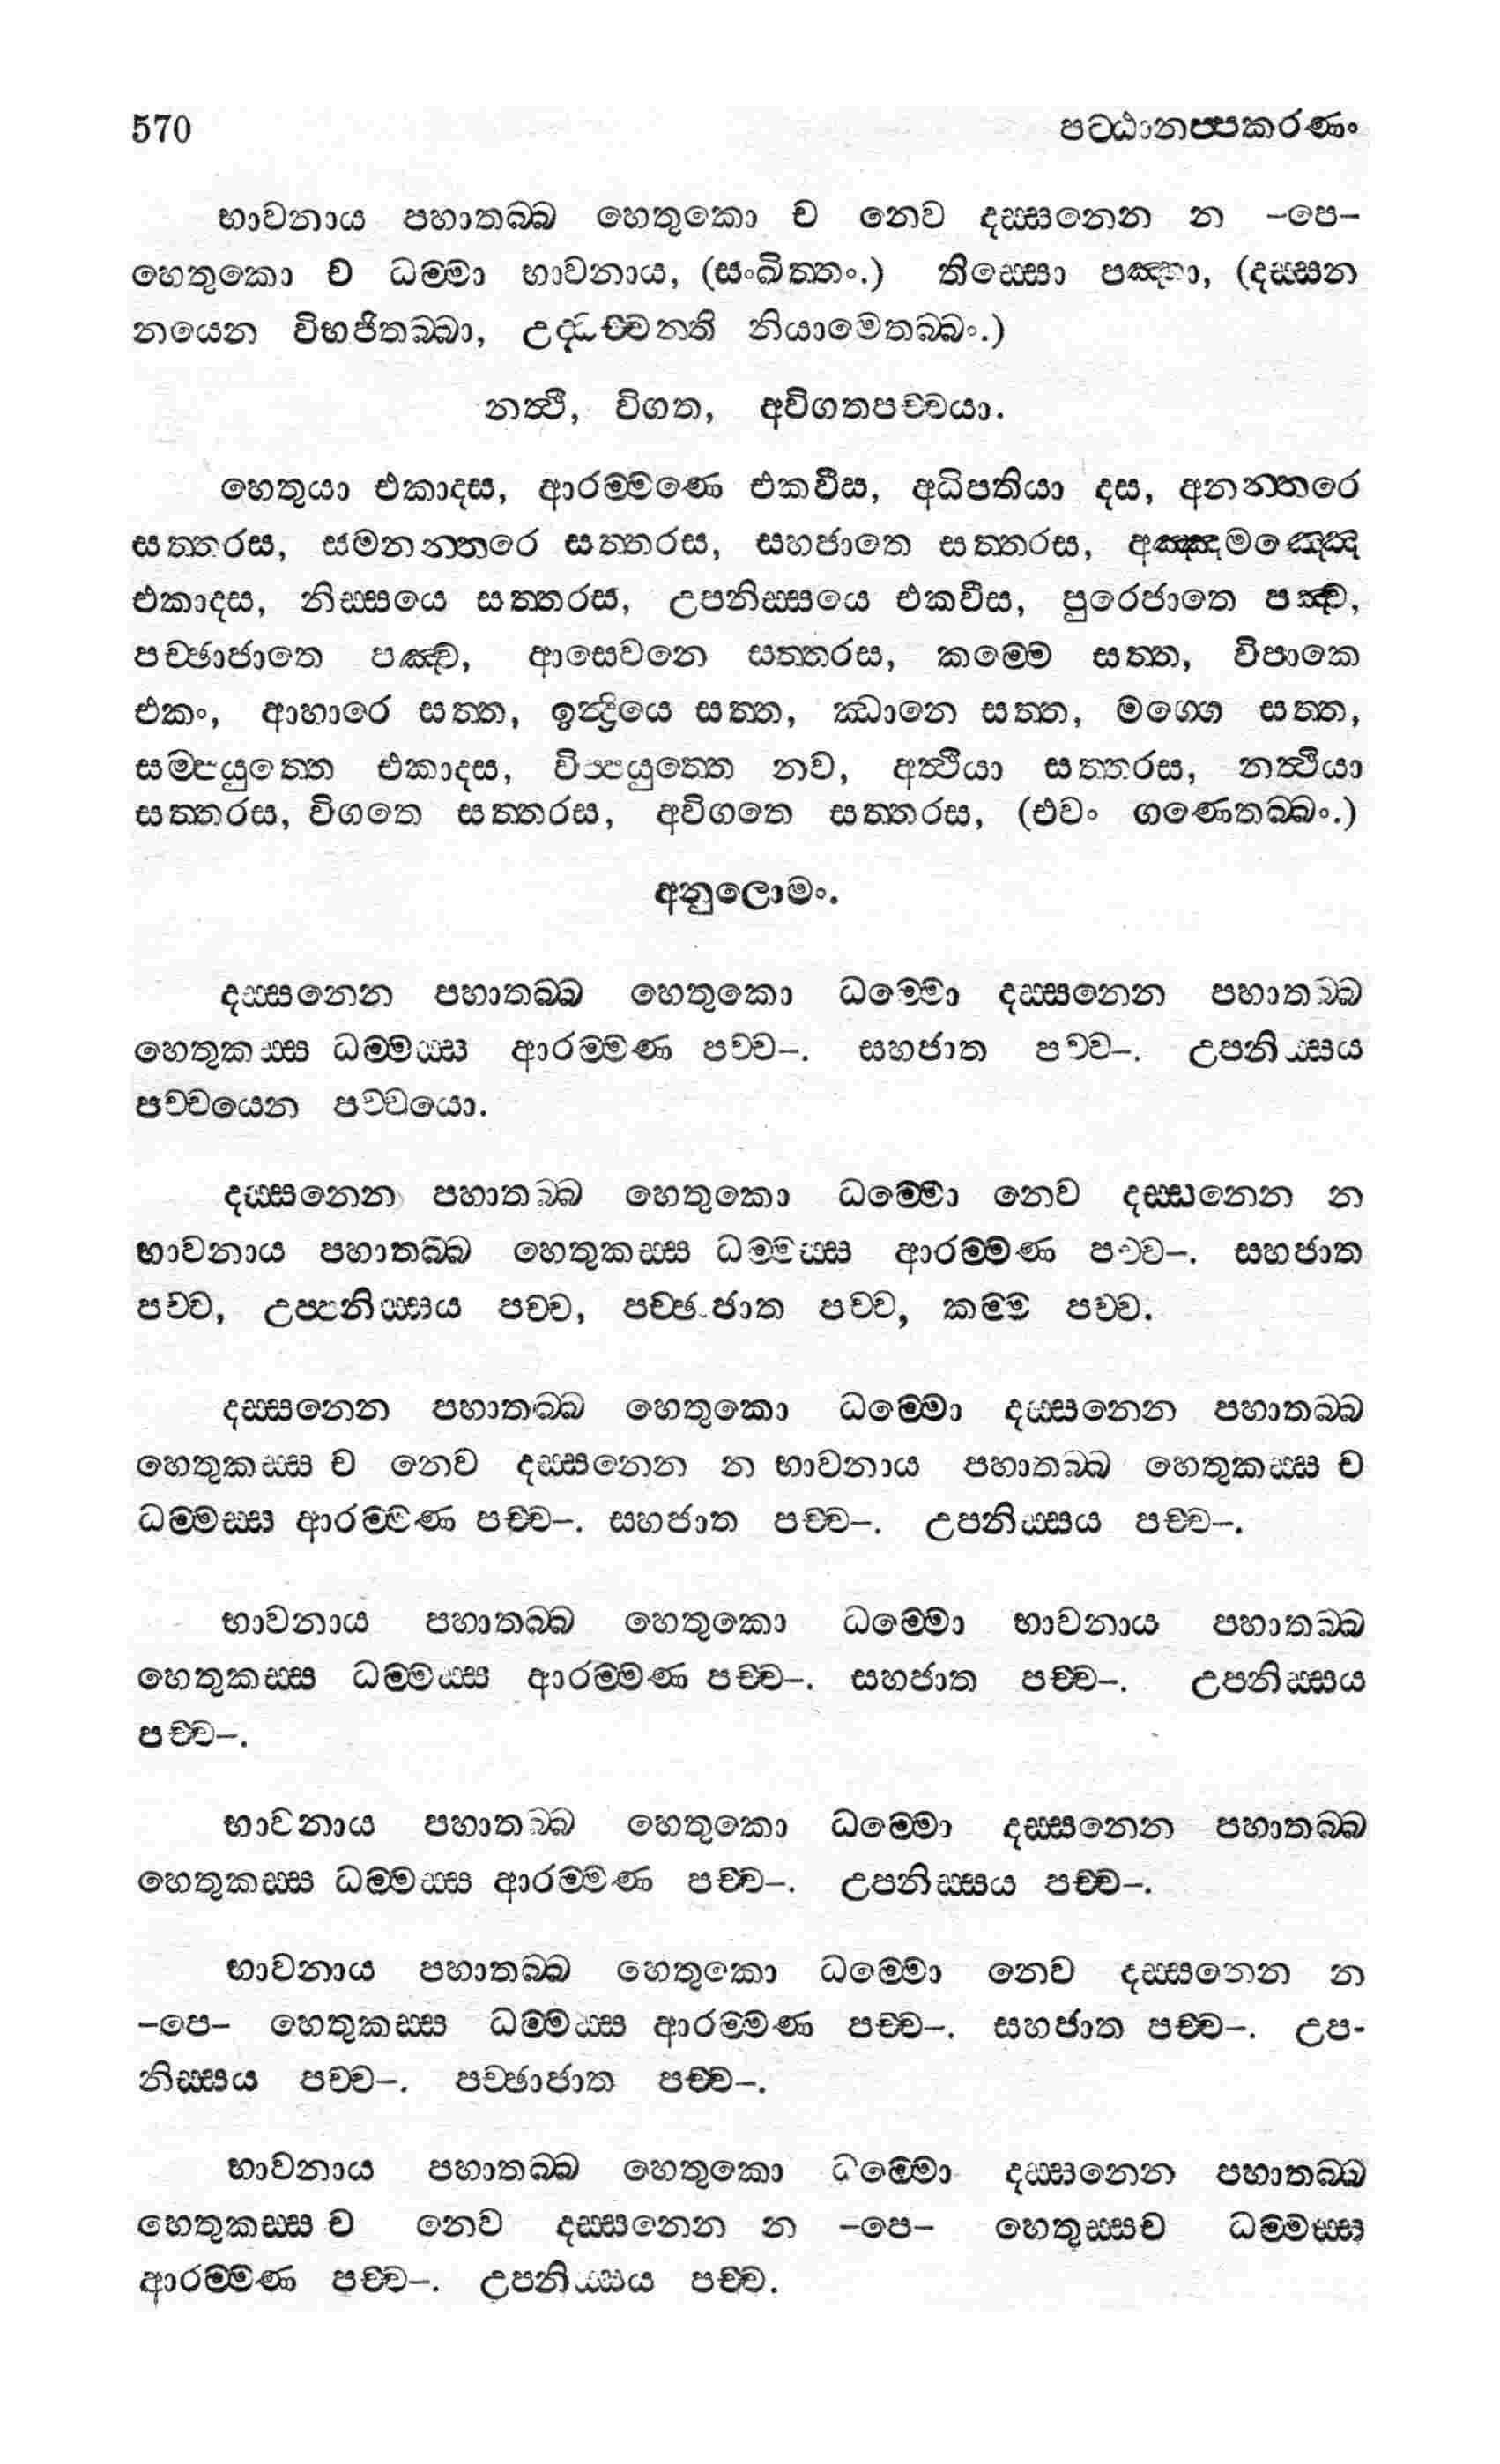 570 පට්ඨානප්පකරණං
භාවනාය පහාතබ්බ හෙතුකො ච නෙව දස්සනෙන න –පෙ–
හෙතුකො ච ධම්මා භාවනාය, (සංඛිත්තං.) තිස්සො පඤ්හා, (දස්සන
නයෙන විභජිතබ්බා, උද්ධච්චන්ති නියාමෙතබ්බං.)
නත්ථි, විගත, අවිගතපච්චයා.
හෙතුයා එකාදස, ආරම්මණෙ එකවීස, අධිපතියා දස, අනන්තරෙ
සත්තරස, සමනන්තරෙ සත්තරස, සහජාතෙ සත්තරස, අඤ්ඤමඤ්ඤෙ
එකාදස, නිස්සයෙ සත්තරස, උපනිස්සයෙ එකවීස, පුරෙජාතෙ පඤ්ච,
පච්ඡාජාතෙ පඤ්ච, ආසෙවනෙ සත්තරස, කම්මෙ සත්ත, විපාකෙ
එකං, ආහාරෙ සත්ත, ඉන්ද්‍රියෙ සත්ත, ඣානෙ සත්ත, මග්ගෙ සත්ත,
සම්පයුත්තෙ එකාදස, විප්පයුත්තෙ නව, අත්ථියා සත්තරස, නත්ථියා
සත්තරස, විගතෙ සත්තරස, අවිගතෙ සත්තරස, (එවං ගණෙතබ්බං.)
අනුලොමං.
දස්සනෙන පහාතබ්බ හෙතුකො ධම්මො දස්සනෙන පහාතබ්බ
හෙතුකස්ස ධම්මස්ස ආරම්මණ පච්ච–. සහජාත පච්ච–. උපනිස්සය
පච්චයෙන පච්චයො.
දස්සනෙන පහාතබ්බ හෙතුකො ධම්මො නෙව දස්සනෙන න
භාවනාය පහාතබ්බ හෙතුකස්ස ධම්මස්ස ආරම්මණ පච්ච–. සහජාත
පච්ච, උප්පනිස්සය පච්ච, පච්ඡාජාත පච්ච, කම්ම පච්ච.
දස්සනෙන පහාතබ්බ හෙතුකො ධම්මො දස්සනෙන පහාතබ්බ
හෙතුකස්ස ච නෙව දස්සනෙන න භාවනාය පහාතබ්බ හෙතුකස්ස ච
ධම්මස්ස ආරම්මණ පච්ච–. සහජාත පච්ච–. උපනිස්සය පච්ච–.
භාවනාය පහාතබ්බ හෙතුකො ධම්මො භාවනාය පහාතබ්බ
හෙතුකස්ස ධම්මස්ස ආරම්මණ පච්ච–. සහජාත පච්ච–. උපනිස්සය
පච්ච–.
භාවනාය පහාතබ්බ හෙතුකො ධම්මො දස්සනෙන පහාතබ්බ
හෙතුකස්ස ධම්මස්ස ආරම්මණ පච්ච–. උපනිස්සය පච්ච–.
භාවනාය පහාතබ්බ හෙතුකො ධම්මො නෙව දස්සනෙන න
–පෙ– හෙතුකස්ස ධම්මස්ස ආරම්මණ පච්ච–. සහජාත පච්ච–. උප-
නිස්සය පච්ච–. පච්ඡාජාත පච්ච–.
භාවනාය පහාතබ්බ හෙතුකො ධම්මො දස්සනෙන පහාතබ්බ
හෙතුකස්ස ච නෙව දස්සනෙන න –පෙ– හෙතුස්සච ධම්මස්ස
ආරම්මණ පච්ච–. උපනිස්සය පච්ච.